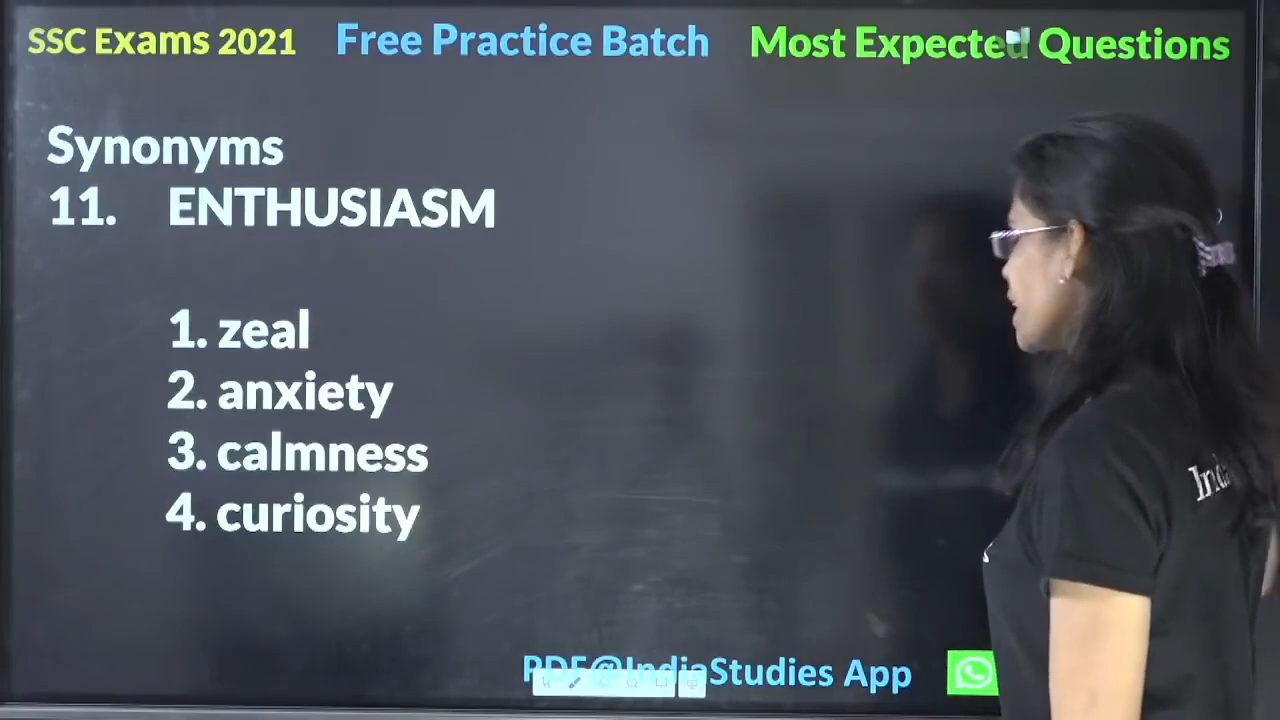 SSC Exams 2021 Free Practice Batch Most Expected Questions
Synonyms
11. ENTHUSIASM
1. zeal
2. anxiety
3. calmness
4. curiosity
PDF@IndiaStudies App